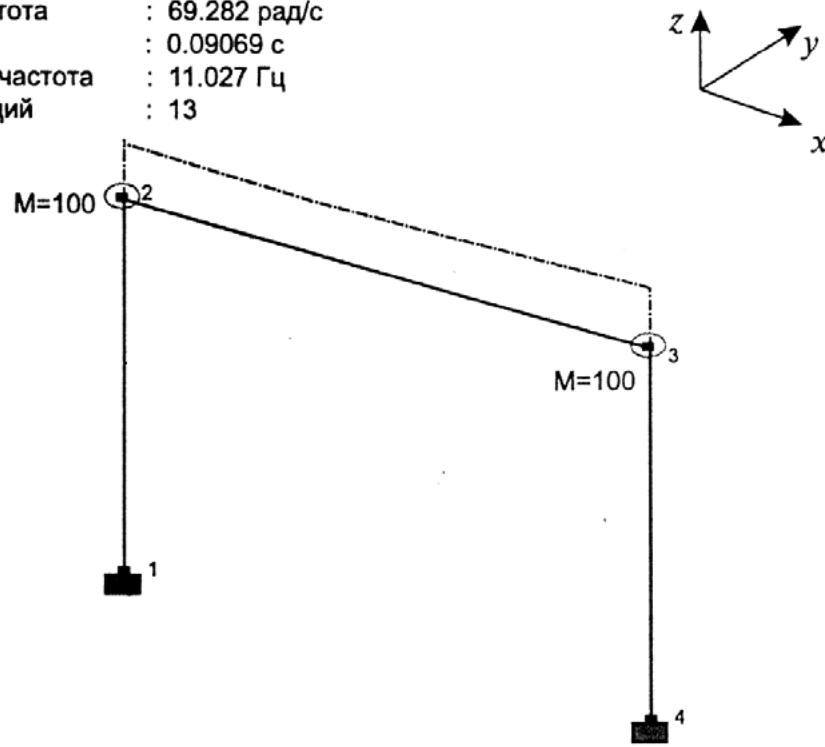 тота : 69.282 рад/с
: 0.09069 с
частота : 11.027 Гц
ций : 13
z
y
x
M=100 2
3
M=100
1
4